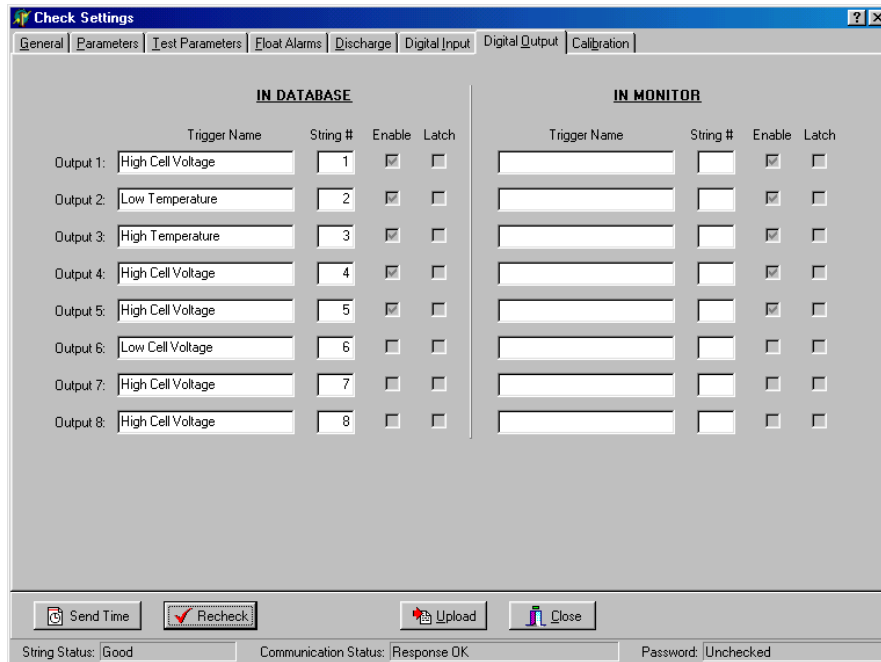 Check Settings
General Parameters Test Parameters Float Alarms Discharge Digital Input Digital Output Calibration
IN DATABASE IN MONITOR
Trigger Name String # Enable Latch Trigger Name String # Enable Latch
Output 1: High Cell Voltage 1
Output 2: Low Temperature 2
Output 3: High Temperature 3
Output 4: High Cell Voltage 4
Output 5: High Cell Voltage 5
Output 6: Low Cell Voltage 6
Output 7: High Cell Voltage 7
Output 8: High Cell Voltage 8
Send Time Recheck Upload Close
String Status: Good Communication Status: Response OK Password: Unchecked